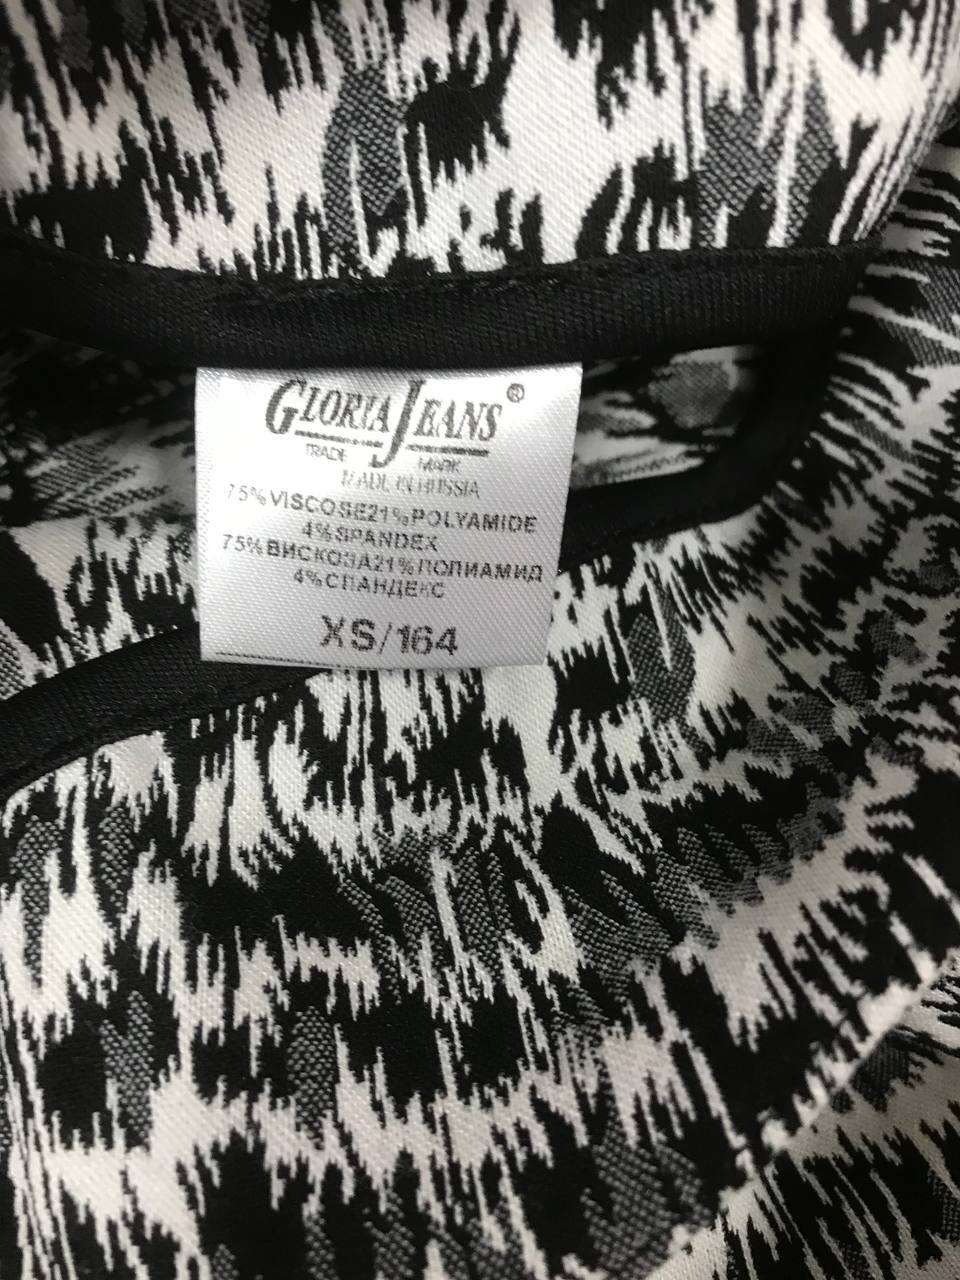 GLORIA JEANS®
TRADE MARK
MADE IN RUSSIA
75%VISCOSE21%POLYAMIDE
4%SPANDEX
75%ВИСКОЗА21%ПОЛИАМИД
4%СПАНДЕКС
XS/164